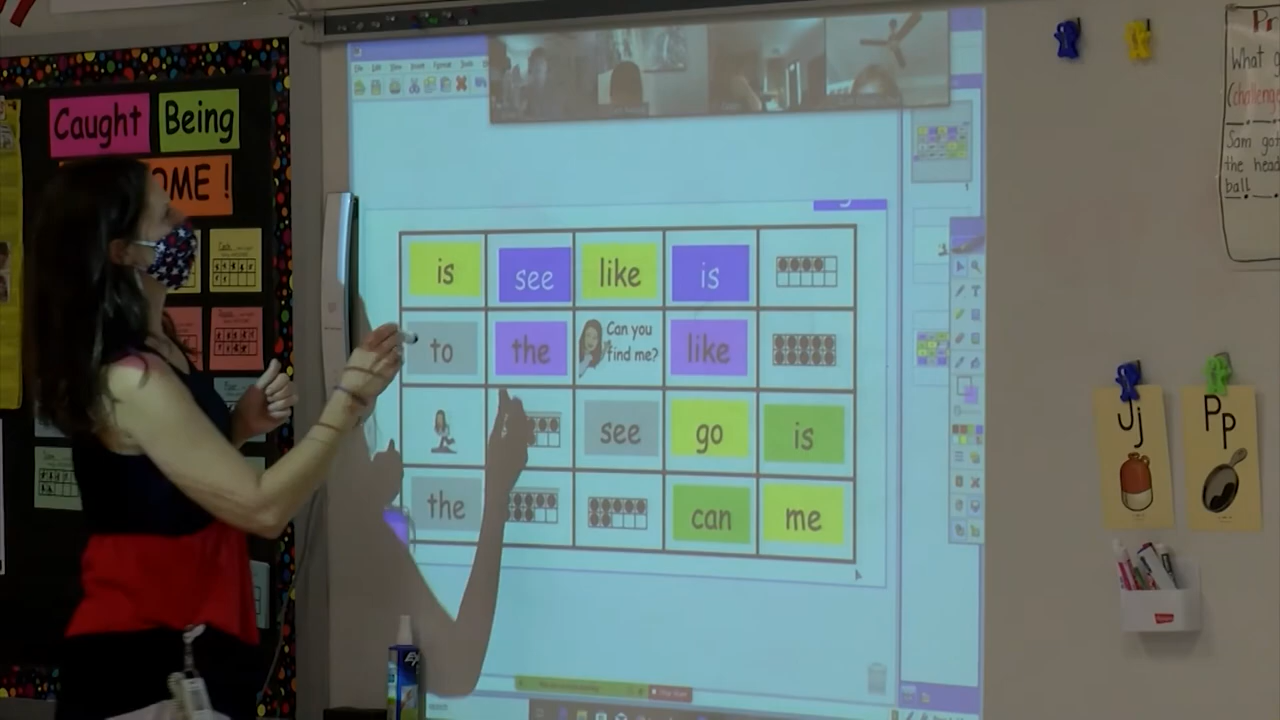 Caught Being
OME !
is see like is
to the Can you
find me? like
see go is
the can me
What
Sam
the head
ball
Jj
Pp